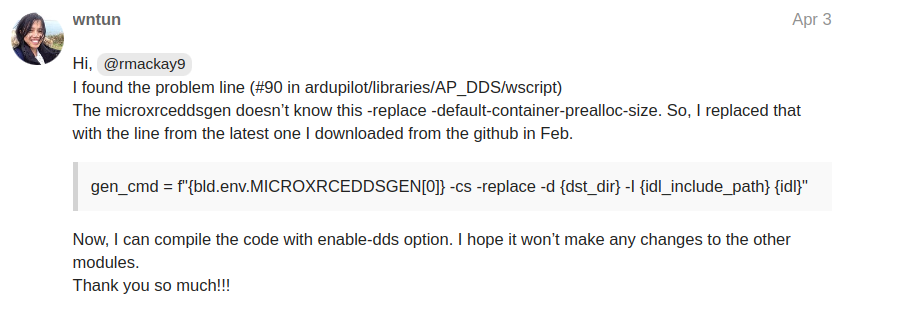 wntun
Apr 3
Hi, @rmackay9
I found the problem line (#90 in ardupilot/libraries/AP_DDS/wscript)
The microxrceddsgen doesn’t know this -replace -default-container-prealloc-size. So, I replaced that
with the line from the latest one I downloaded from the github in Feb.
gen_cmd = f"{bld.env.MICROXRCEDDSGEN[0]} -cs -replace -d {dst_dir} -I {idl_include_path} {idl}"
Now, I can compile the code with enable-dds option. I hope it won’t make any changes to the other
modules.
Thank you so much!!!